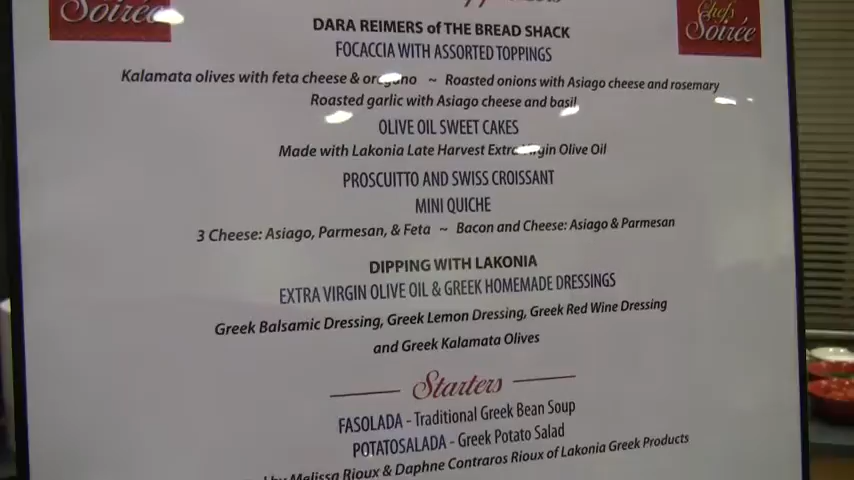 Soirée
Chefs
Soirée
DARA REIMERS of THE BREAD SHACK
FOCACCIA WITH ASSORTED TOPPINGS
Kalamata olives with feta cheese & oregano ~ Roasted onions with Asiago cheese and rosemary
Roasted garlic with Asiago cheese and basil
OLIVE OIL SWEET CAKES
Made with Lakonia Late Harvest Extra Virgin Olive Oil
PROSCUITTO AND SWISS CROISSANT
MINI QUICHE
3 Cheese: Asiago, Parmesan, & Feta ~ Bacon and Cheese: Asiago & Parmesan
DIPPING WITH LAKONIA
EXTRA VIRGIN OLIVE OIL & GREEK HOMEMADE DRESSINGS
Greek Balsamic Dressing, Greek Lemon Dressing, Greek Red Wine Dressing
and Greek Kalamata Olives
Starters
FASOLADA - Traditional Greek Bean Soup
POTATOSALADA - Greek Potato Salad
by Melissa Rioux & Daphne Contraros Rioux of Lakonia Greek Products